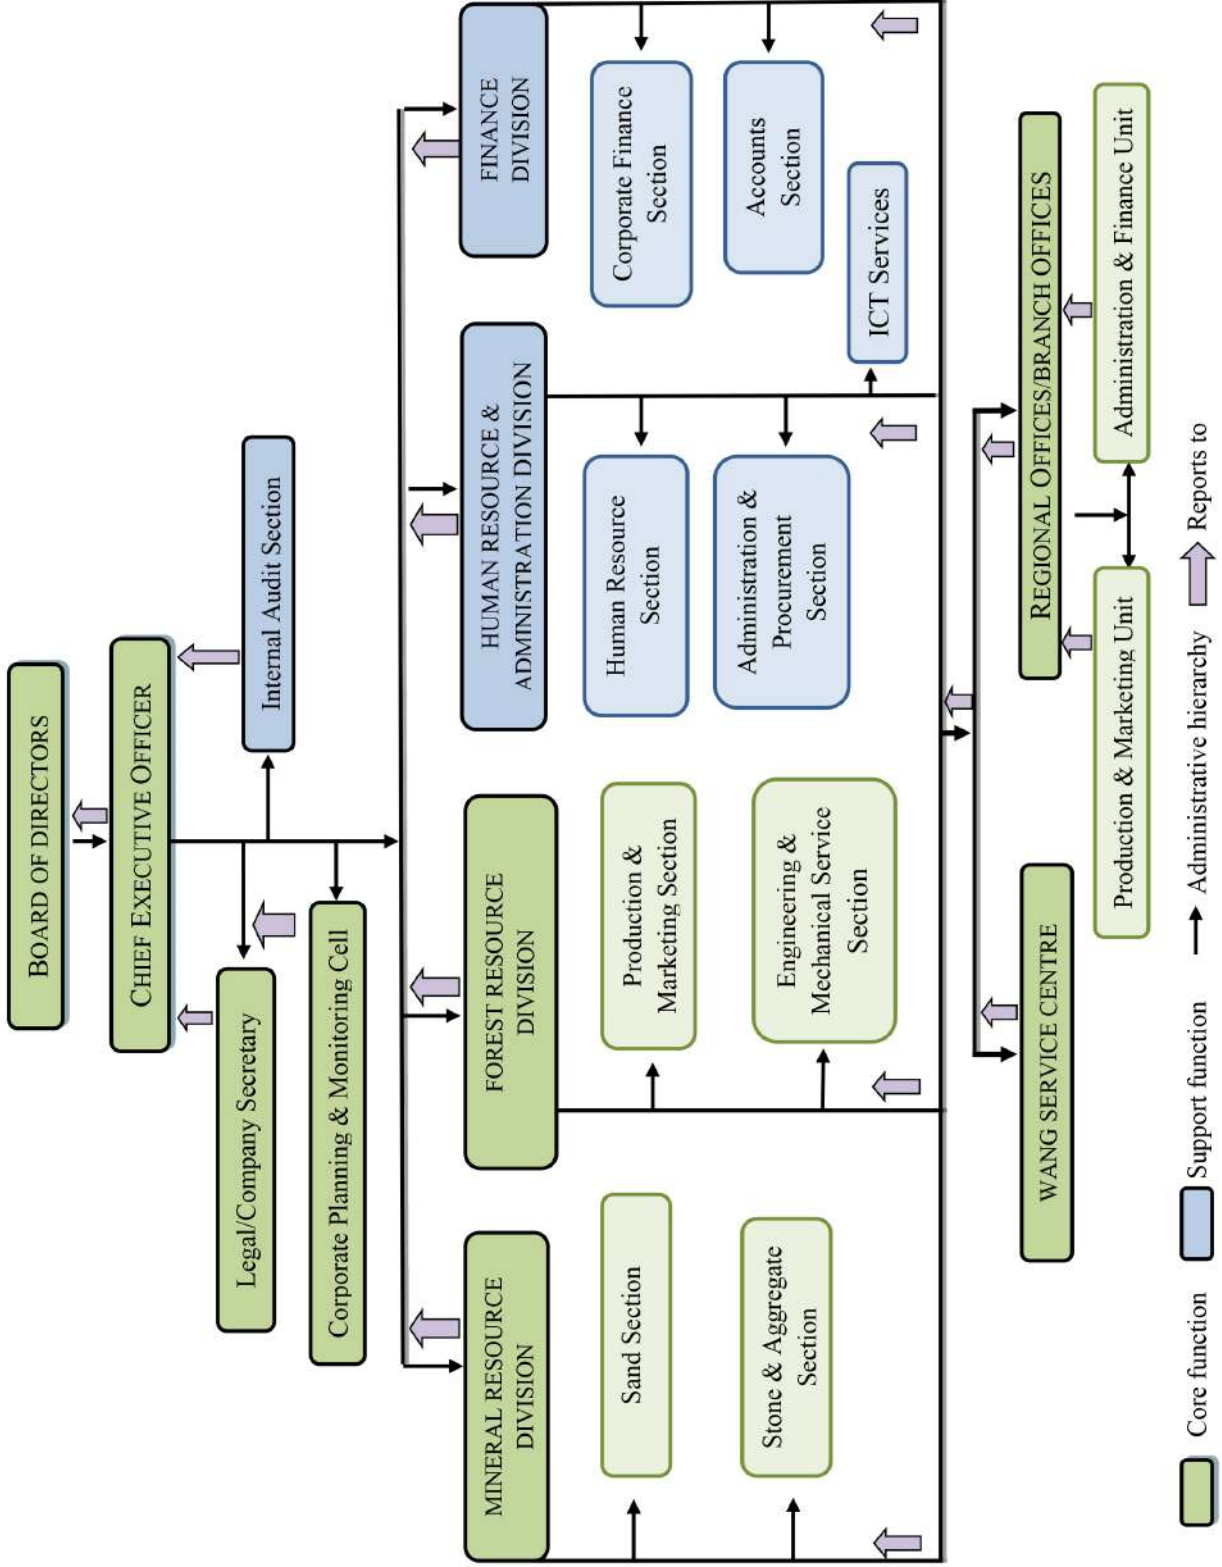 BOARD OF DIRECTORS
CHIEF EXECUTIVE OFFICER
Legal/Company Secretary
Internal Audit Section
Corporate Planning & Monitoring Cell
MINERAL RESOURCE
DIVISION
FOREST RESOURCE
DIVISION
HUMAN RESOURCE &
ADMINISTRATION DIVISION
FINANCE
DIVISION
Sand Section
Stone & Aggregate
Section
Production &
Marketing Section
Engineering &
Mechanical Service
Section
Human Resource
Section
Administration &
Procurement
Section
ICT Services
Corporate Finance
Section
Accounts
Section
WANG SERVICE CENTRE
REGIONAL OFFICES/BRANCH OFFICES
Production & Marketing Unit
Administration & Finance Unit
Core function
Support function
Administrative hierarchy
Reports to